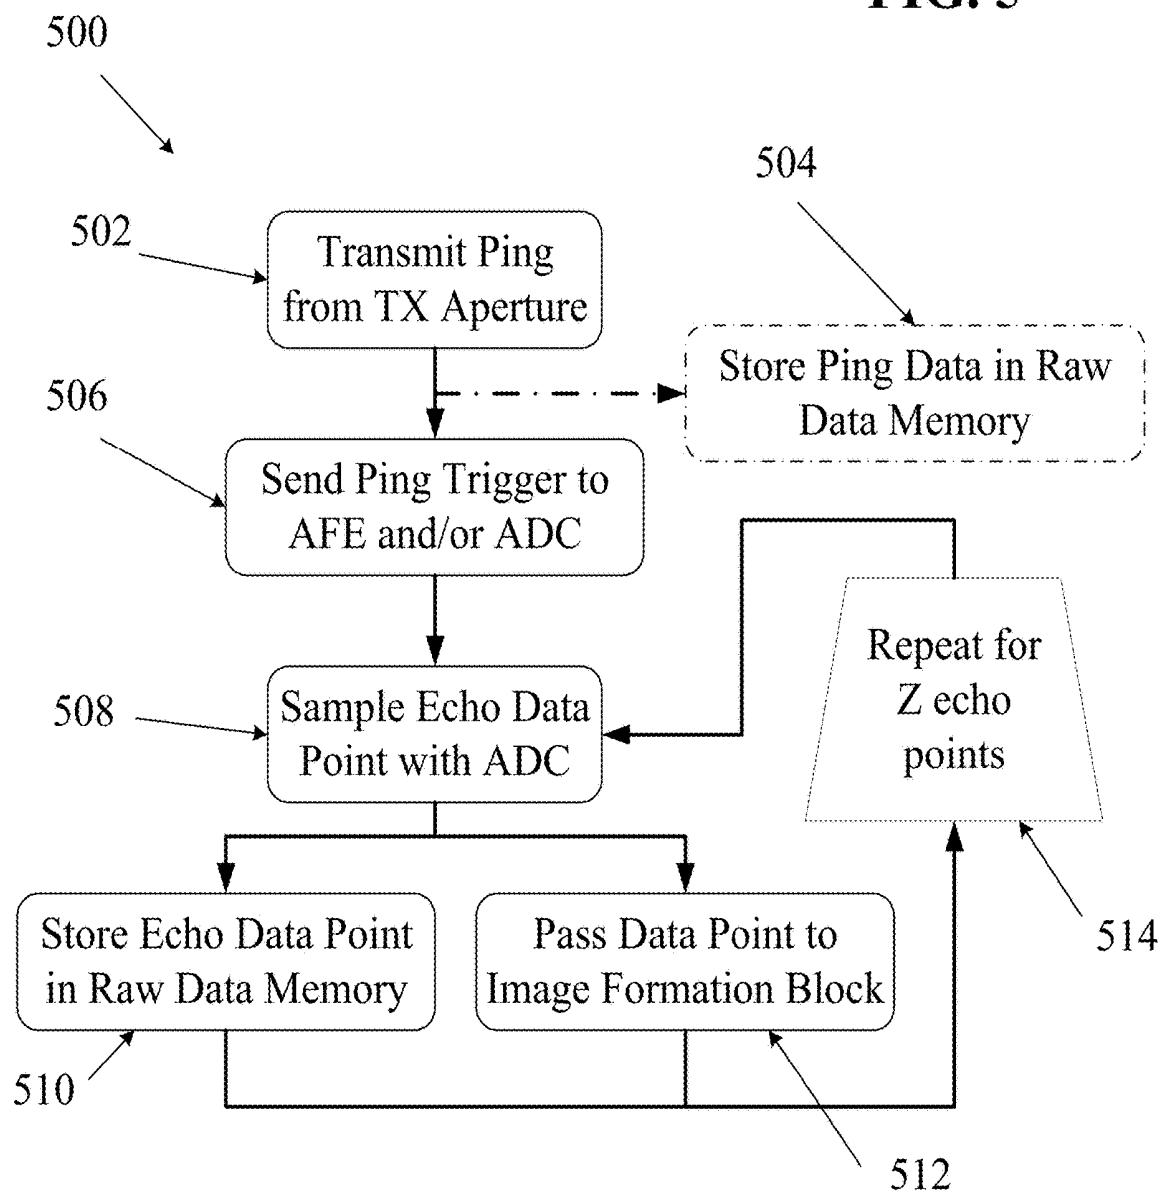 FIG. 5
500
504
502
Transmit Ping
from TX Aperture
Store Ping Data in Raw
Data Memory
506
Send Ping Trigger to
AFE and/or ADC
Repeat for
Z echo
points
508
Sample Echo Data
Point with ADC
514
Store Echo Data Point
in Raw Data Memory
Pass Data Point to
Image Formation Block
510
512